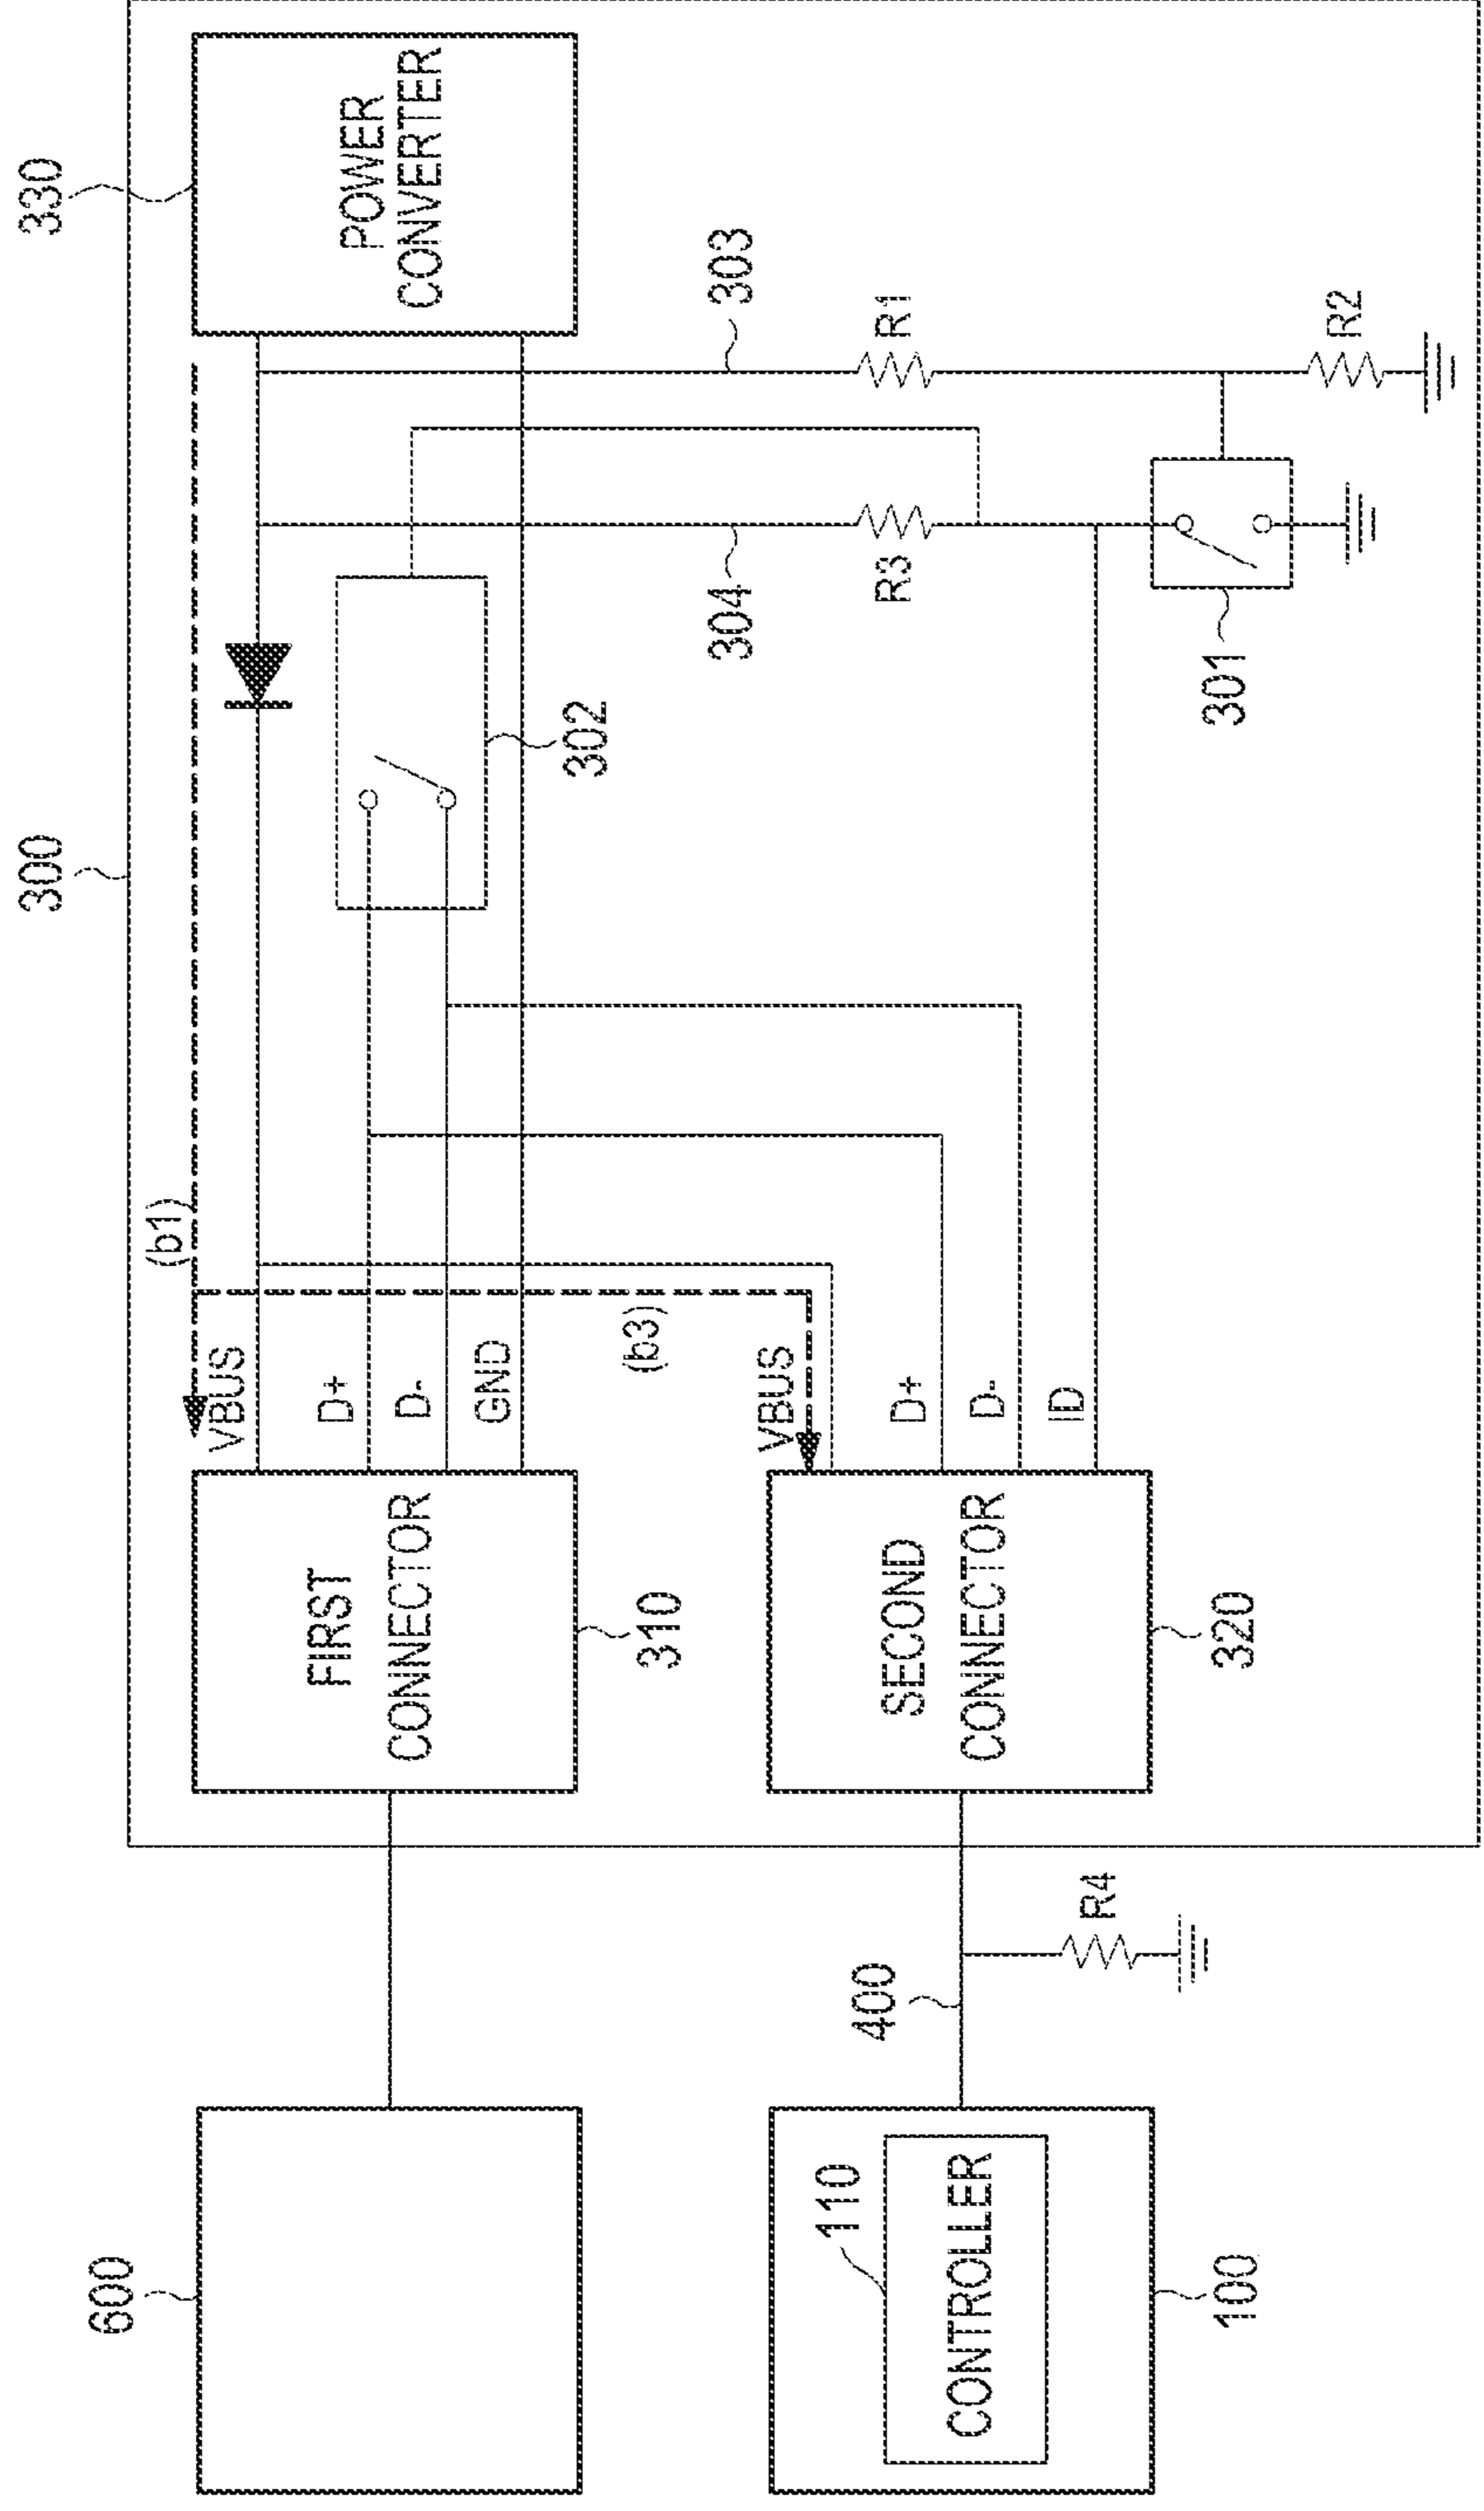 600
110
CONTROLLER
100
400
R4
300
FIRST
CONNECTOR
310
SECOND
CONNECTOR
320
VBUS
D+
D-
GND
VBUS
D+
D-
ID
(b1)
(b3)
302
304
R3
301
303
R1
R2
330
POWER
CONVERTER